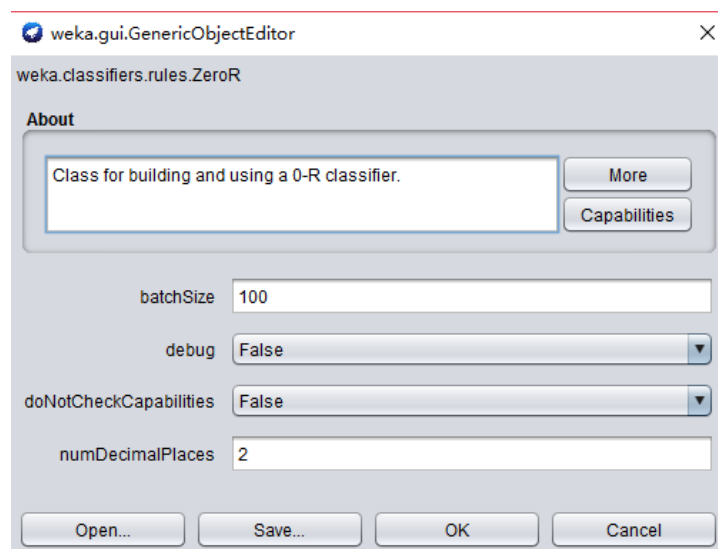 weka.gui.GenericObjectEditor
weka.classifiers.rules.ZeroR
About
Class for building and using a 0-R classifier.
More
Capabilities
batchSize 100
debug False
doNotCheckCapabilities False
numDecimalPlaces 2
Open... Save... OK Cancel